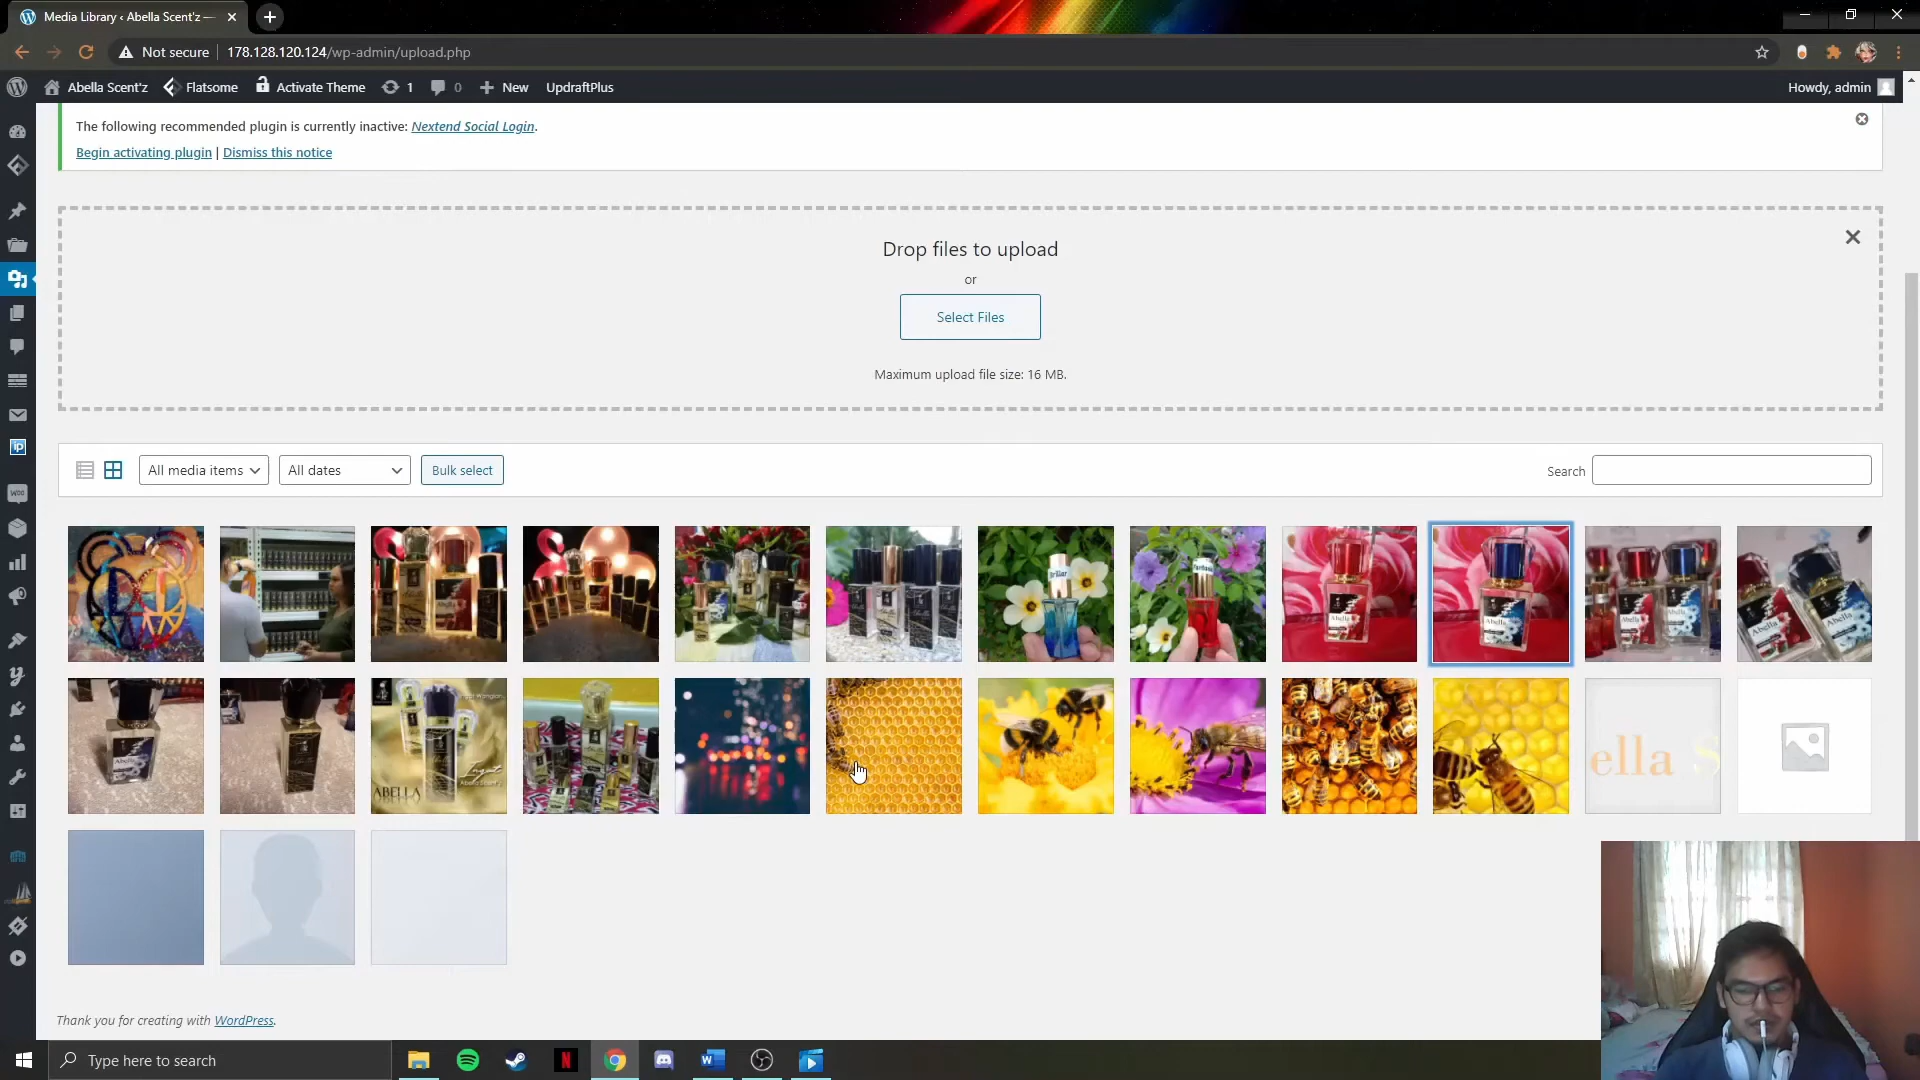 Media Library ‹ Abella Scent'z —
Not secure
178.128.120.124/wp-admin/upload.php
Abella Scent'z
Flatsome
Activate Theme
1
0
New
UpdraftPlus
Howdy, admin
The following recommended plugin is currently inactive: Nextend Social Login.
Begin activating plugin | Dismiss this notice
Drop files to upload
or
Select Files
Maximum upload file size: 16 MB.
All media items
All dates
Bulk select
Search
Abella
Abella
ABELLA
ella S
Thank you for creating with WordPress.
Type here to search